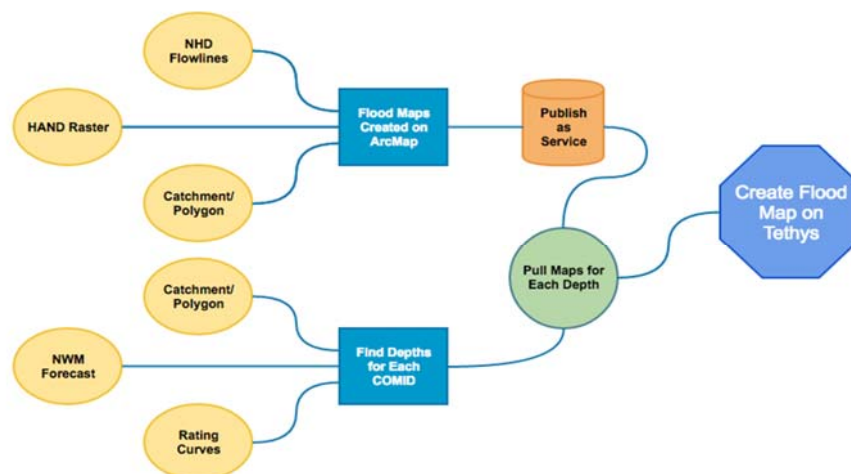 NHD
Flowlines
HAND Raster
Flood Maps
Created on
ArcMap
Publish
as
Service
Catchment/
Polygon
Create Flood
Map on
Tethys
Pull Maps for
Each Depth
Catchment/
Polygon
NWM
Forecast
Find Depths
for Each
COMID
Rating
Curves